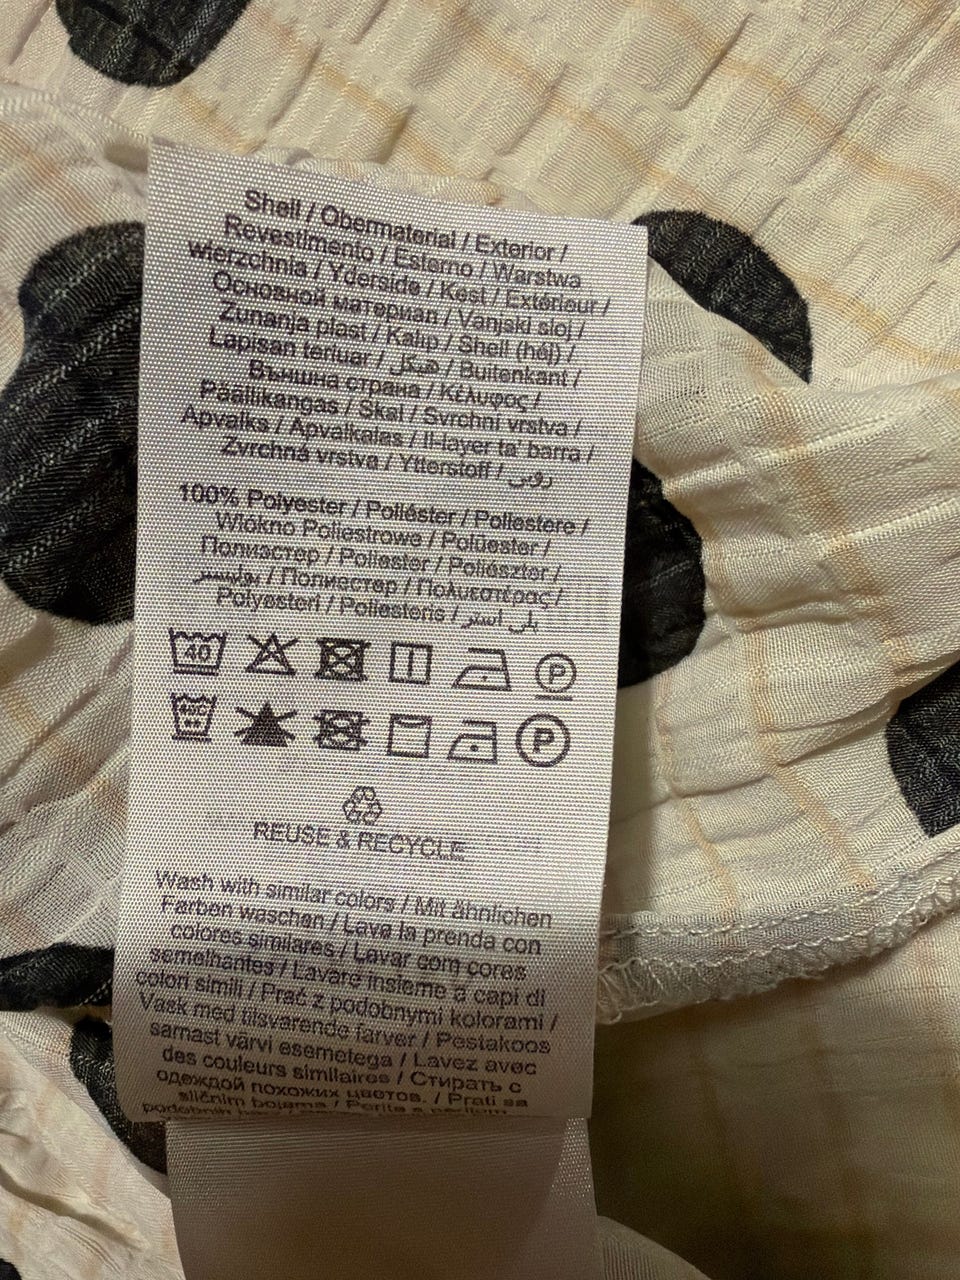 Shell / Obermaterial / Exterior /
Revestimento / Esterno / Warstwa
wierzchnia / Yderside / Kest / Extérieur /
Основной материал / Vanjski sloj /
Zunanja plast / Kalıp / Shell (héj) /
Lapisan terluar / هيكل / Buitenkant /
Външна страна / Κέλυφος /
Päällikangas / Skal / Svrchní vrstva /
Apvalks / Apvalkalas / Il-layer ta' barra /
Zvrchná vrstva / Ytterstoff /
100% Polyester / Poliéster / Poliestere /
Włókno Poliestrowe / Polüester /
Полиэстер / Poliester / Poliészter /
بوليستر / Полиестер / Πολυεστέρας /
Polyesteri / Poliesteris / پلی استر
40
P
P
REUSE & RECYCLE
Wash with similar colors / Mit ähnlichen
Farben waschen / Lava la prenda con
colores similares / Lavar com cores
semelhantes / Lavare insieme a capi di
colori simili / Prać z podobnymi kolorami /
Vask med tilsvarende farver / Pestakoos
samast värvi esemetega / Lavez avec
des couleurs similaires / Стирать с
одеждой похожих цветов. / Prati sa
sličnim bojama / Perite s